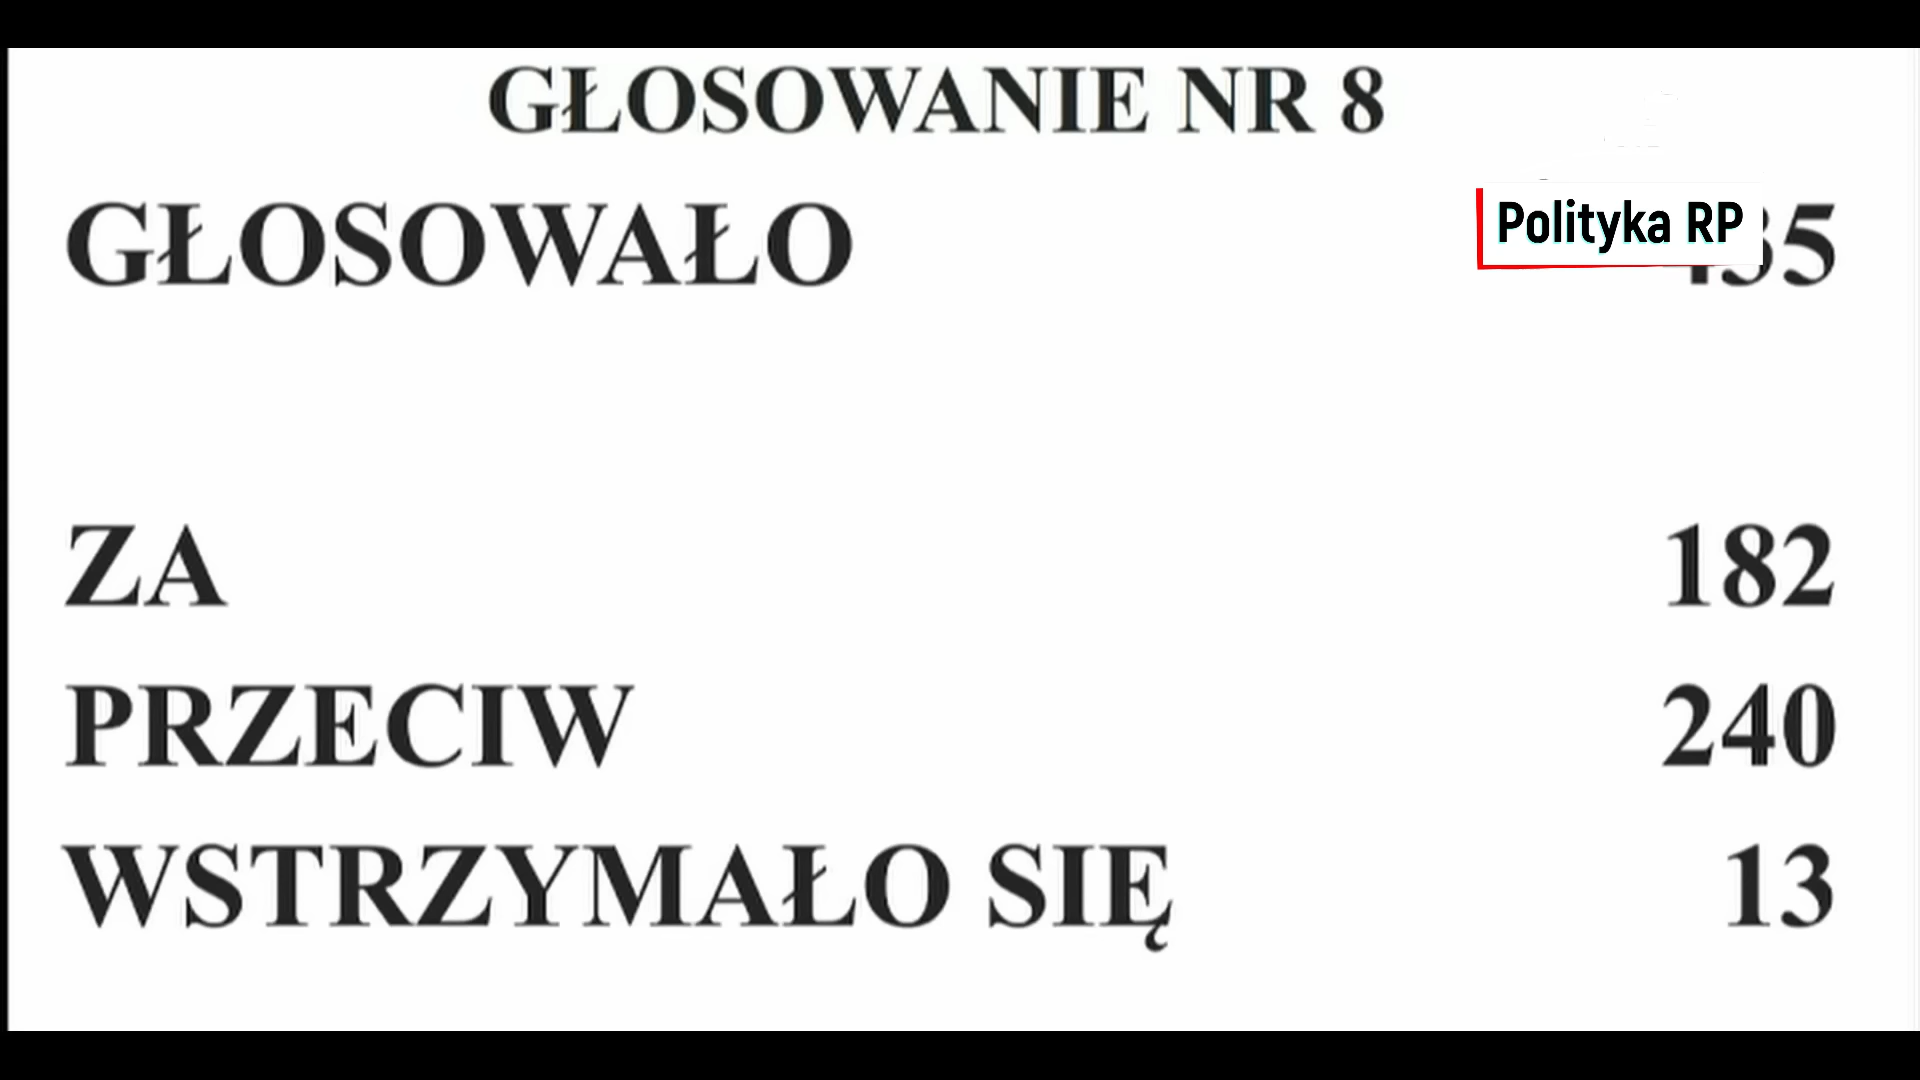 GŁOSOWANIE NR 8
GŁOSOWAŁO
Polityka RP
ZA 182
PRZECIW 240
WSTRZYMAŁO SIĘ 13